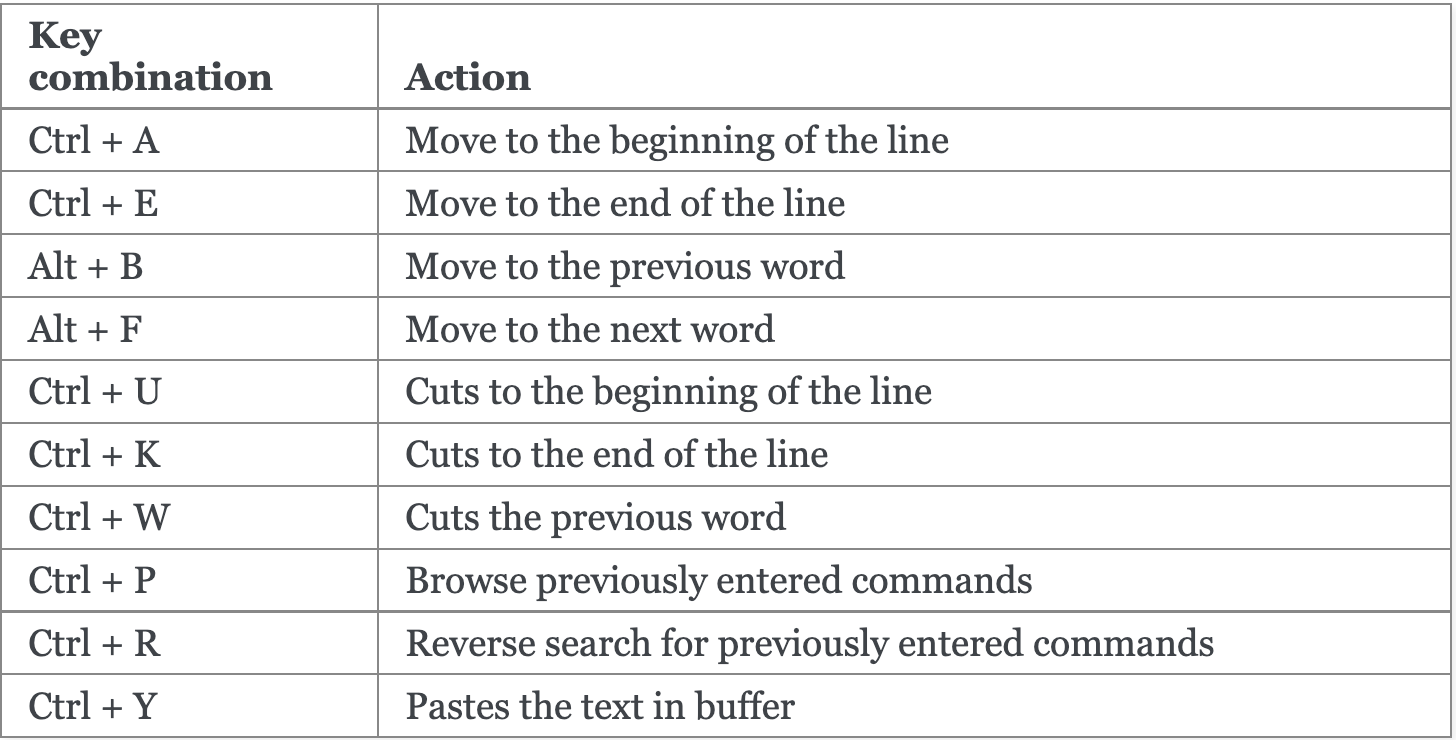 Key
combination Action
Ctrl + A Move to the beginning of the line
Ctrl + E Move to the end of the line
Alt + B Move to the previous word
Alt + F Move to the next word
Ctrl + U Cuts to the beginning of the line
Ctrl + K Cuts to the end of the line
Ctrl + W Cuts the previous word
Ctrl + P Browse previously entered commands
Ctrl + R Reverse search for previously entered commands
Ctrl + Y Pastes the text in buffer